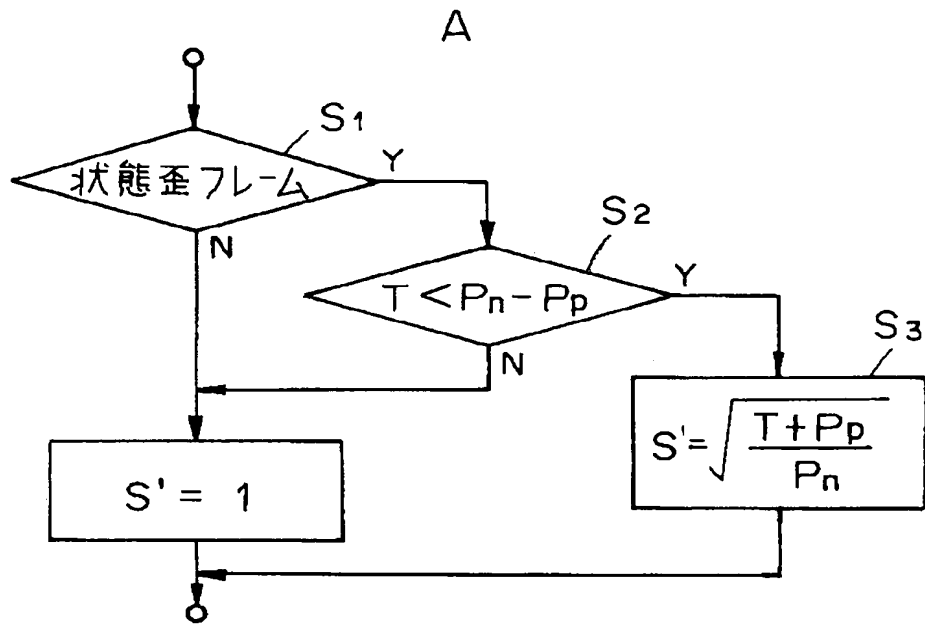 A
S1
状態歪フレーム
Y
N
S2
T < Pn - Pp
Y
N
S3
S' = √((T + Pp) / Pn)
S' = 1